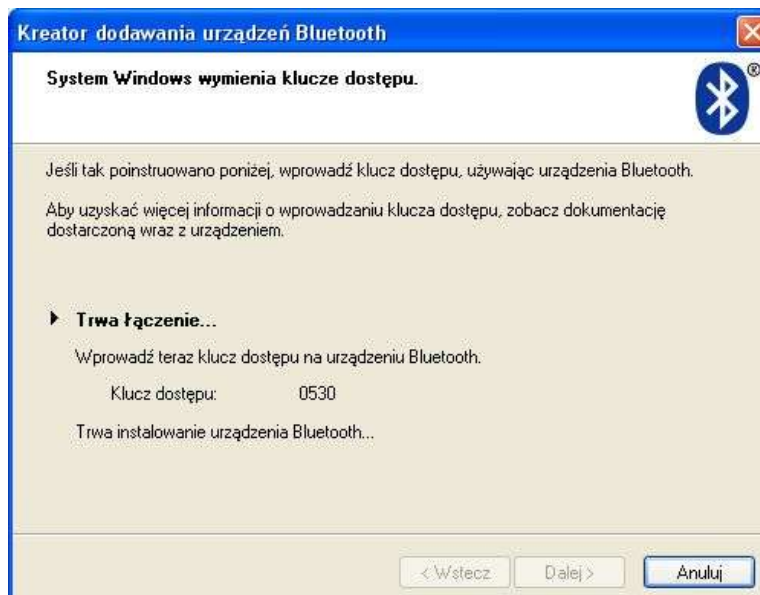 Kreator dodawania urządzeń Bluetooth
System Windows wymienia klucze dostępu.
®
Jeśli tak poinstruowano poniżej, wprowadź klucz dostępu, używając urządzenia Bluetooth.
Aby uzyskać więcej informacji o wprowadzaniu klucza dostępu, zobacz dokumentację
dostarczoną wraz z urządzeniem.
Trwa łączenie...
Wprowadź teraz klucz dostępu na urządzeniu Bluetooth.
Klucz dostępu: 0530
Trwa instalowanie urządzenia Bluetooth...
< Wstecz Dalej > Anuluj